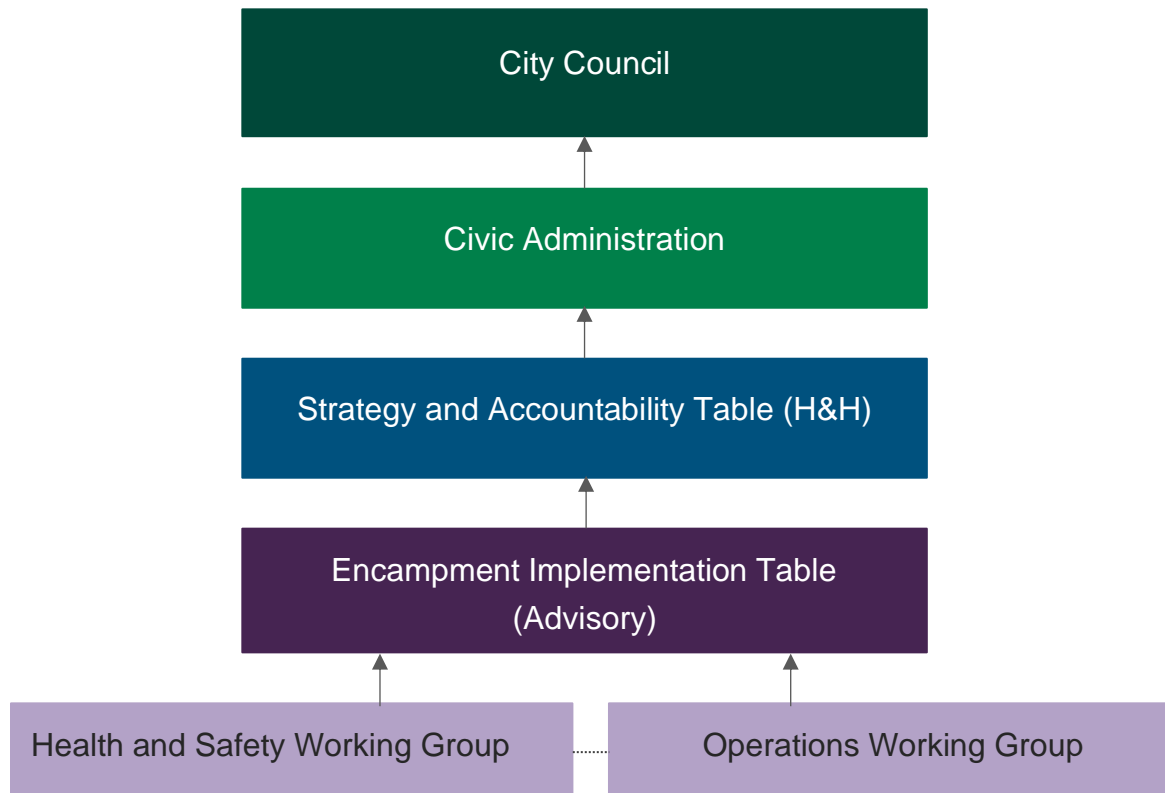 City Council
Civic Administration
Strategy and Accountability Table (H&H)
Encampment Implementation Table
(Advisory)
Health and Safety Working Group
Operations Working Group